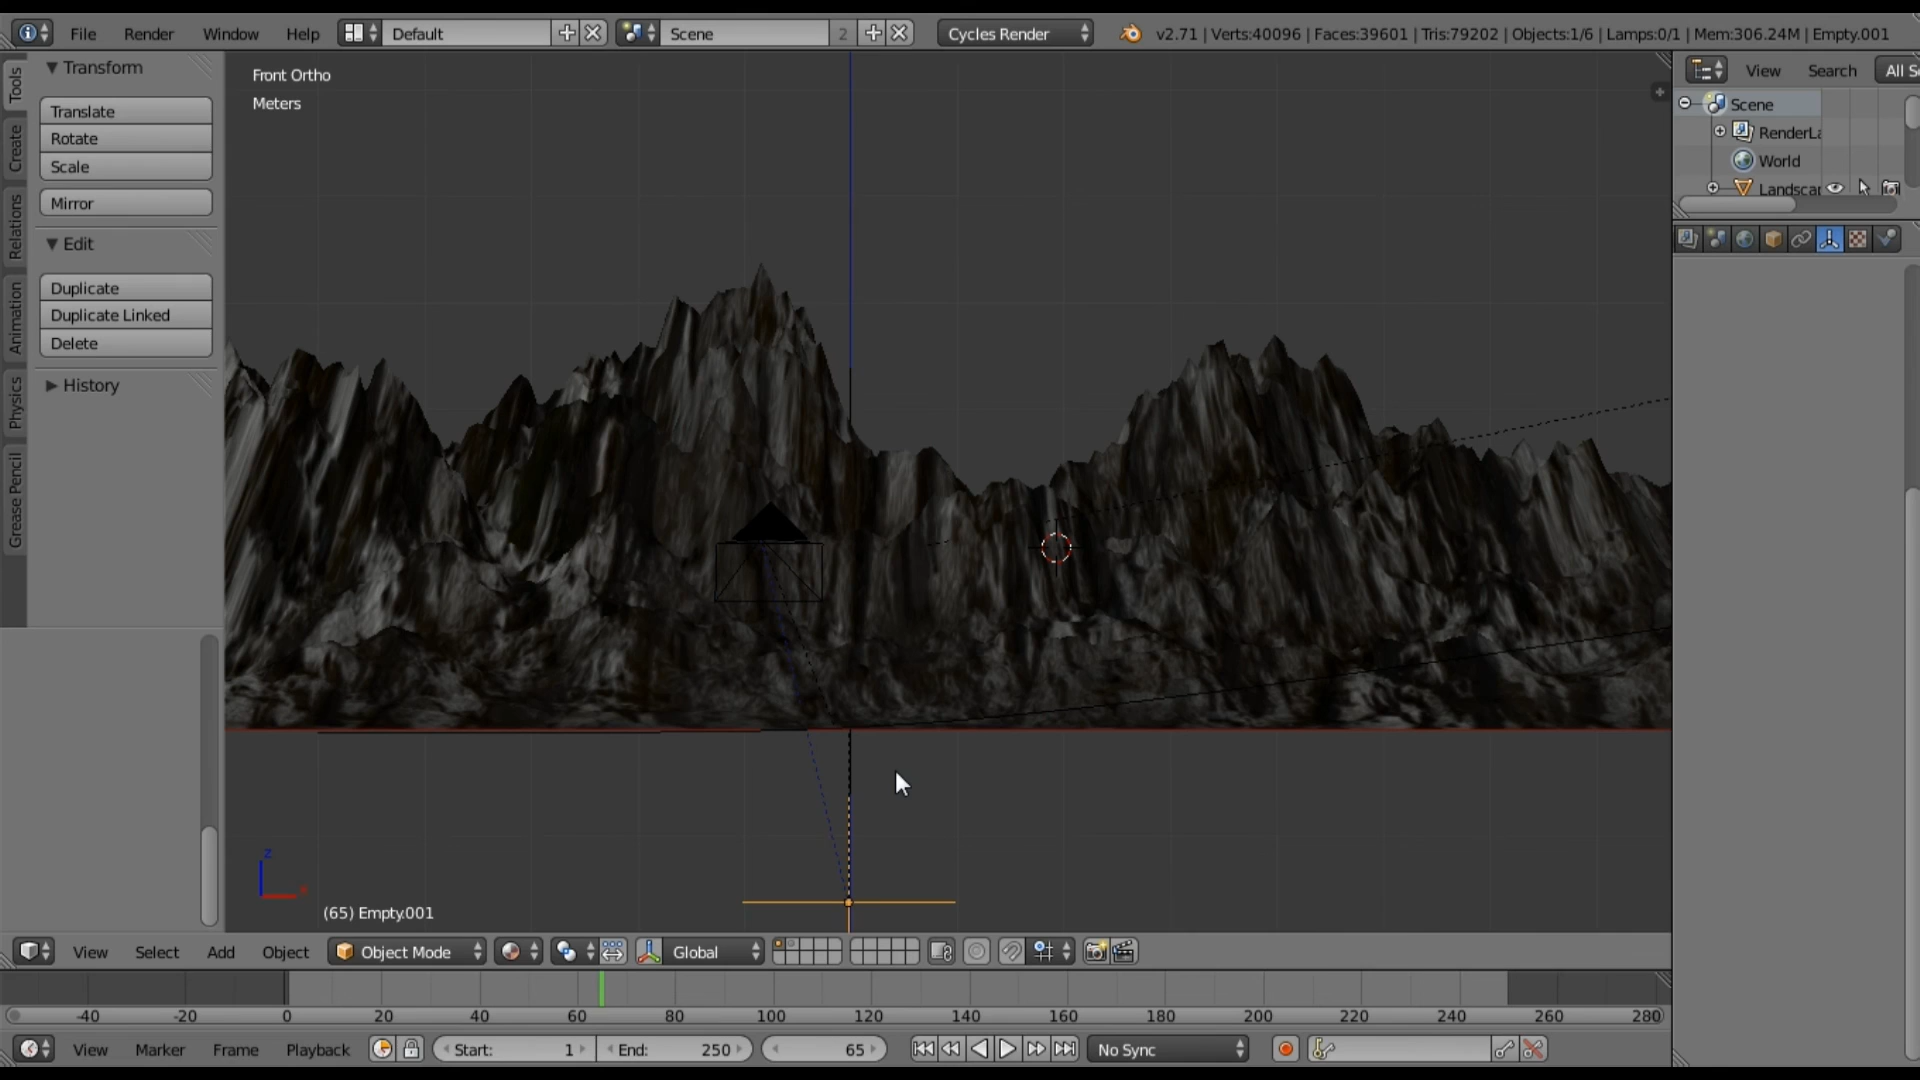 File Render Window Help Default Scene 2 Cycles Render v2.71 | Verts:40096 | Faces:39601 | Tris:79202 | Objects:1/6 | Lamps:0/1 | Mem:306.24M | Empty.001
Tools
Create
Relations
Animation
Physics
Grease Pencil
Transform
Translate
Rotate
Scale
Mirror
Edit
Duplicate
Duplicate Linked
Delete
History
Front Ortho
Meters
z
x
(65) Empty.001
View Search All S
Scene
RenderLa
World
Landscap
View Select Add Object Object Mode Global
-40 -20 0 20 40 60 80 100 120 140 160 180 200 220 240 260 280
View Marker Frame Playback Start: 1 End: 250 65 No Sync